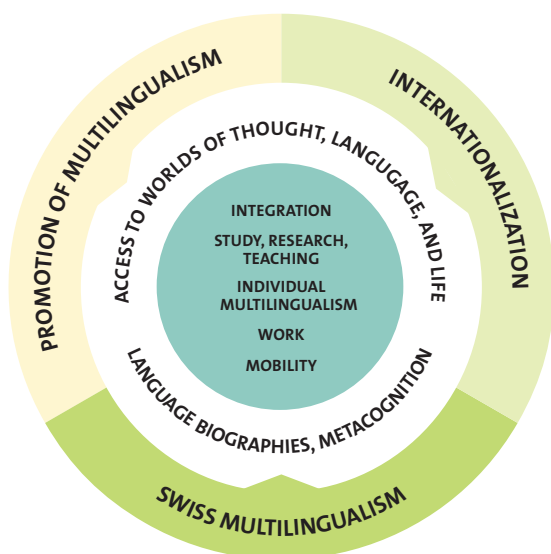 PROMOTION OF MULTILINGUALISM
INTERNATIONALIZATION
ACCESS TO WORLDS OF THOUGHT, LANGUGAGE, AND LIFE
INTEGRATION
STUDY, RESEARCH,
TEACHING
INDIVIDUAL
MULTILINGUALISM
WORK
MOBILITY
LANGUAGE BIOGRAPHIES, METACOGNITION
SWISS MULTILINGUALISM